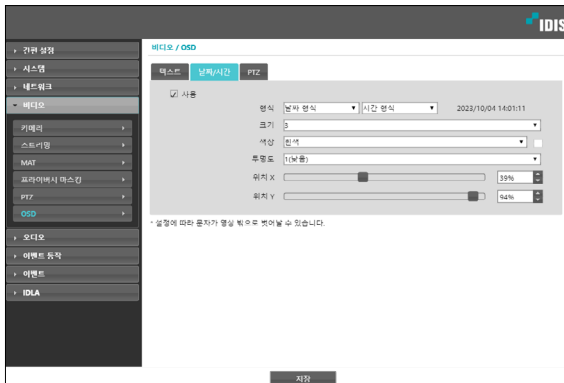 IDIS
비디오 / OSD
간편 설정
시스템
네트워크
비디오
카메라
스트리밍
MAT
프라이버시 마스킹
PTZ
OSD
오디오
이벤트 동작
이벤트
IDLA
텍스트 날짜/시간 PTZ
사용
형식 날짜 형식 시간 형식 2023/10/04 14:01:11
크기 3
색상 흰색
투명도 1(낮음)
위치 X 39%
위치 Y 94%
* 설정에 따라 문자가 영상 밖으로 벗어날 수 있습니다.
저장